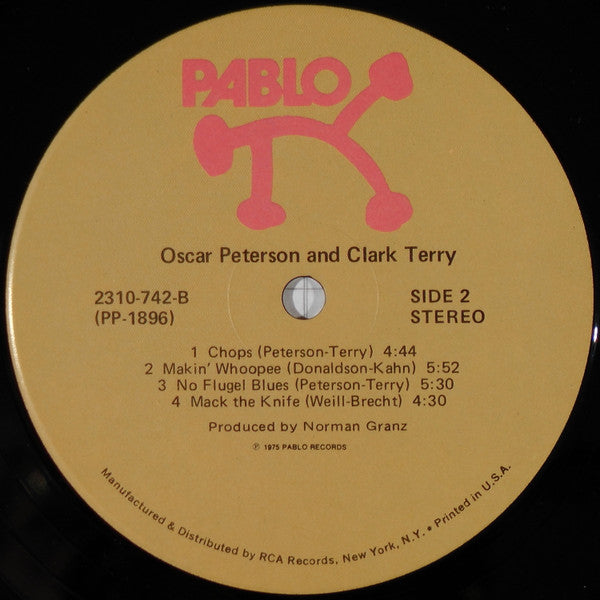 PABLO
Oscar Peterson and Clark Terry
2310-742-B
(PP-1896)
SIDE 2
STEREO
1 Chops (Peterson-Terry) 4:44
2 Makin' Whoopee (Donaldson-Kahn) 5:52
3 No Flugel Blues (Peterson-Terry) 5:30
4 Mack the Knife (Weill-Brecht) 4:30
Produced by Norman Granz
℗ 1975 PABLO RECORDS
Manufactured & Distributed by RCA Records, New York, N.Y. • Printed in U.S.A.